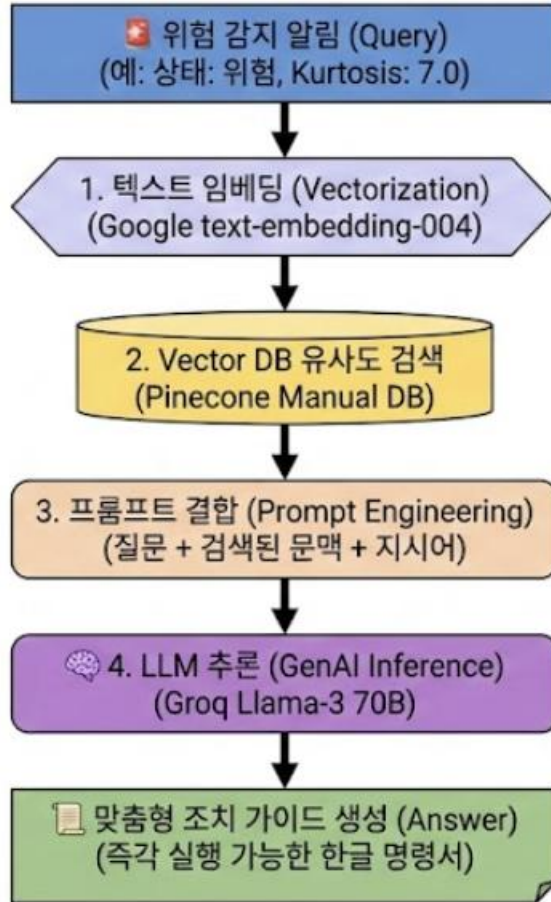 🚨 위험 감지 알림 (Query)
(예: 상태: 위험, Kurtosis: 7.0)
1. 텍스트 임베딩 (Vectorization)
(Google text-embedding-004)
2. Vector DB 유사도 검색
(Pinecone Manual DB)
3. 프롬프트 결합 (Prompt Engineering)
(질문 + 검색된 문맥 + 지시어)
🧠 4. LLM 추론 (GenAI Inference)
(Groq Llama-3 70B)
📜 맞춤형 조치 가이드 생성 (Answer)
(즉각 실행 가능한 한글 명령서)